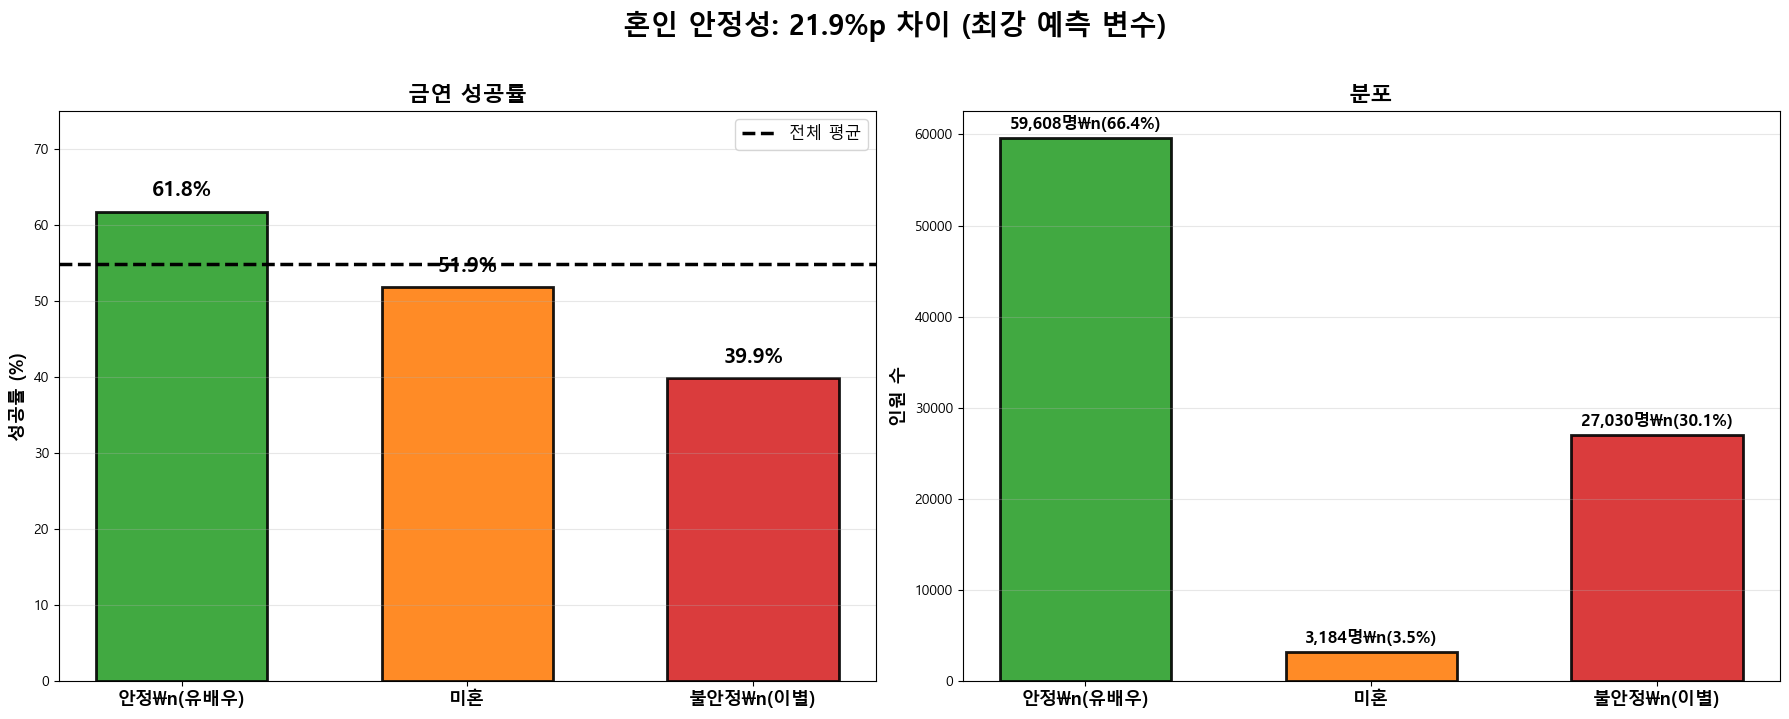 혼인 안정성: 21.9%p 차이 (최강 예측 변수)
금연 성공률
전체 평균
성공률 (%)
70
60
50
40
30
20
10
0
61.8%
51.9%
39.9%
안정₩n(유배우)
미혼
불안정₩n(이별)
분포
인원 수
60000
50000
40000
30000
20000
10000
0
59,608명₩n(66.4%)
3,184명₩n(3.5%)
27,030명₩n(30.1%)
안정₩n(유배우)
미혼
불안정₩n(이별)